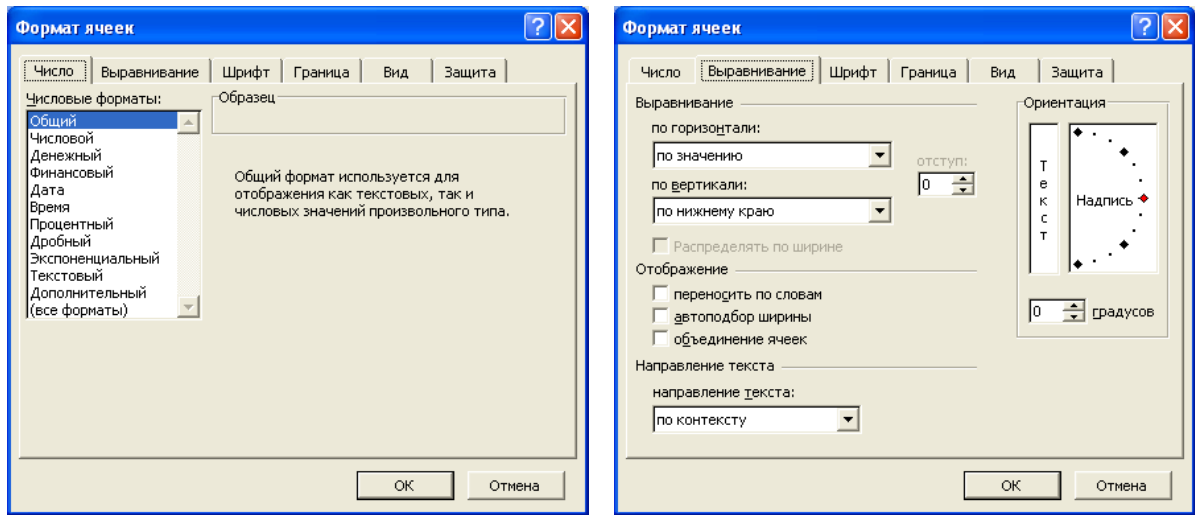 Формат ячеек
Число Выравнивание Шрифт Граница Вид Защита
Числовые форматы:
Общий
Числовой
Денежный
Финансовый
Дата
Время
Процентный
Дробный
Экспоненциальный
Текстовый
Дополнительный
(все форматы)
Образец
Общий формат используется для
отображения как текстовых, так и
числовых значений произвольного типа.
ОК Отмена
Формат ячеек
Число Выравнивание Шрифт Граница Вид Защита
Выравнивание
по горизонтали:
по значению
отступ:
0
по вертикали:
по нижнему краю
Распределять по ширине
Отображение
переносить по словам
автоподбор ширины
объединение ячеек
Направление текста
направление текста:
по контексту
Ориентация
Текст
Надпись
0 градусов
ОК Отмена